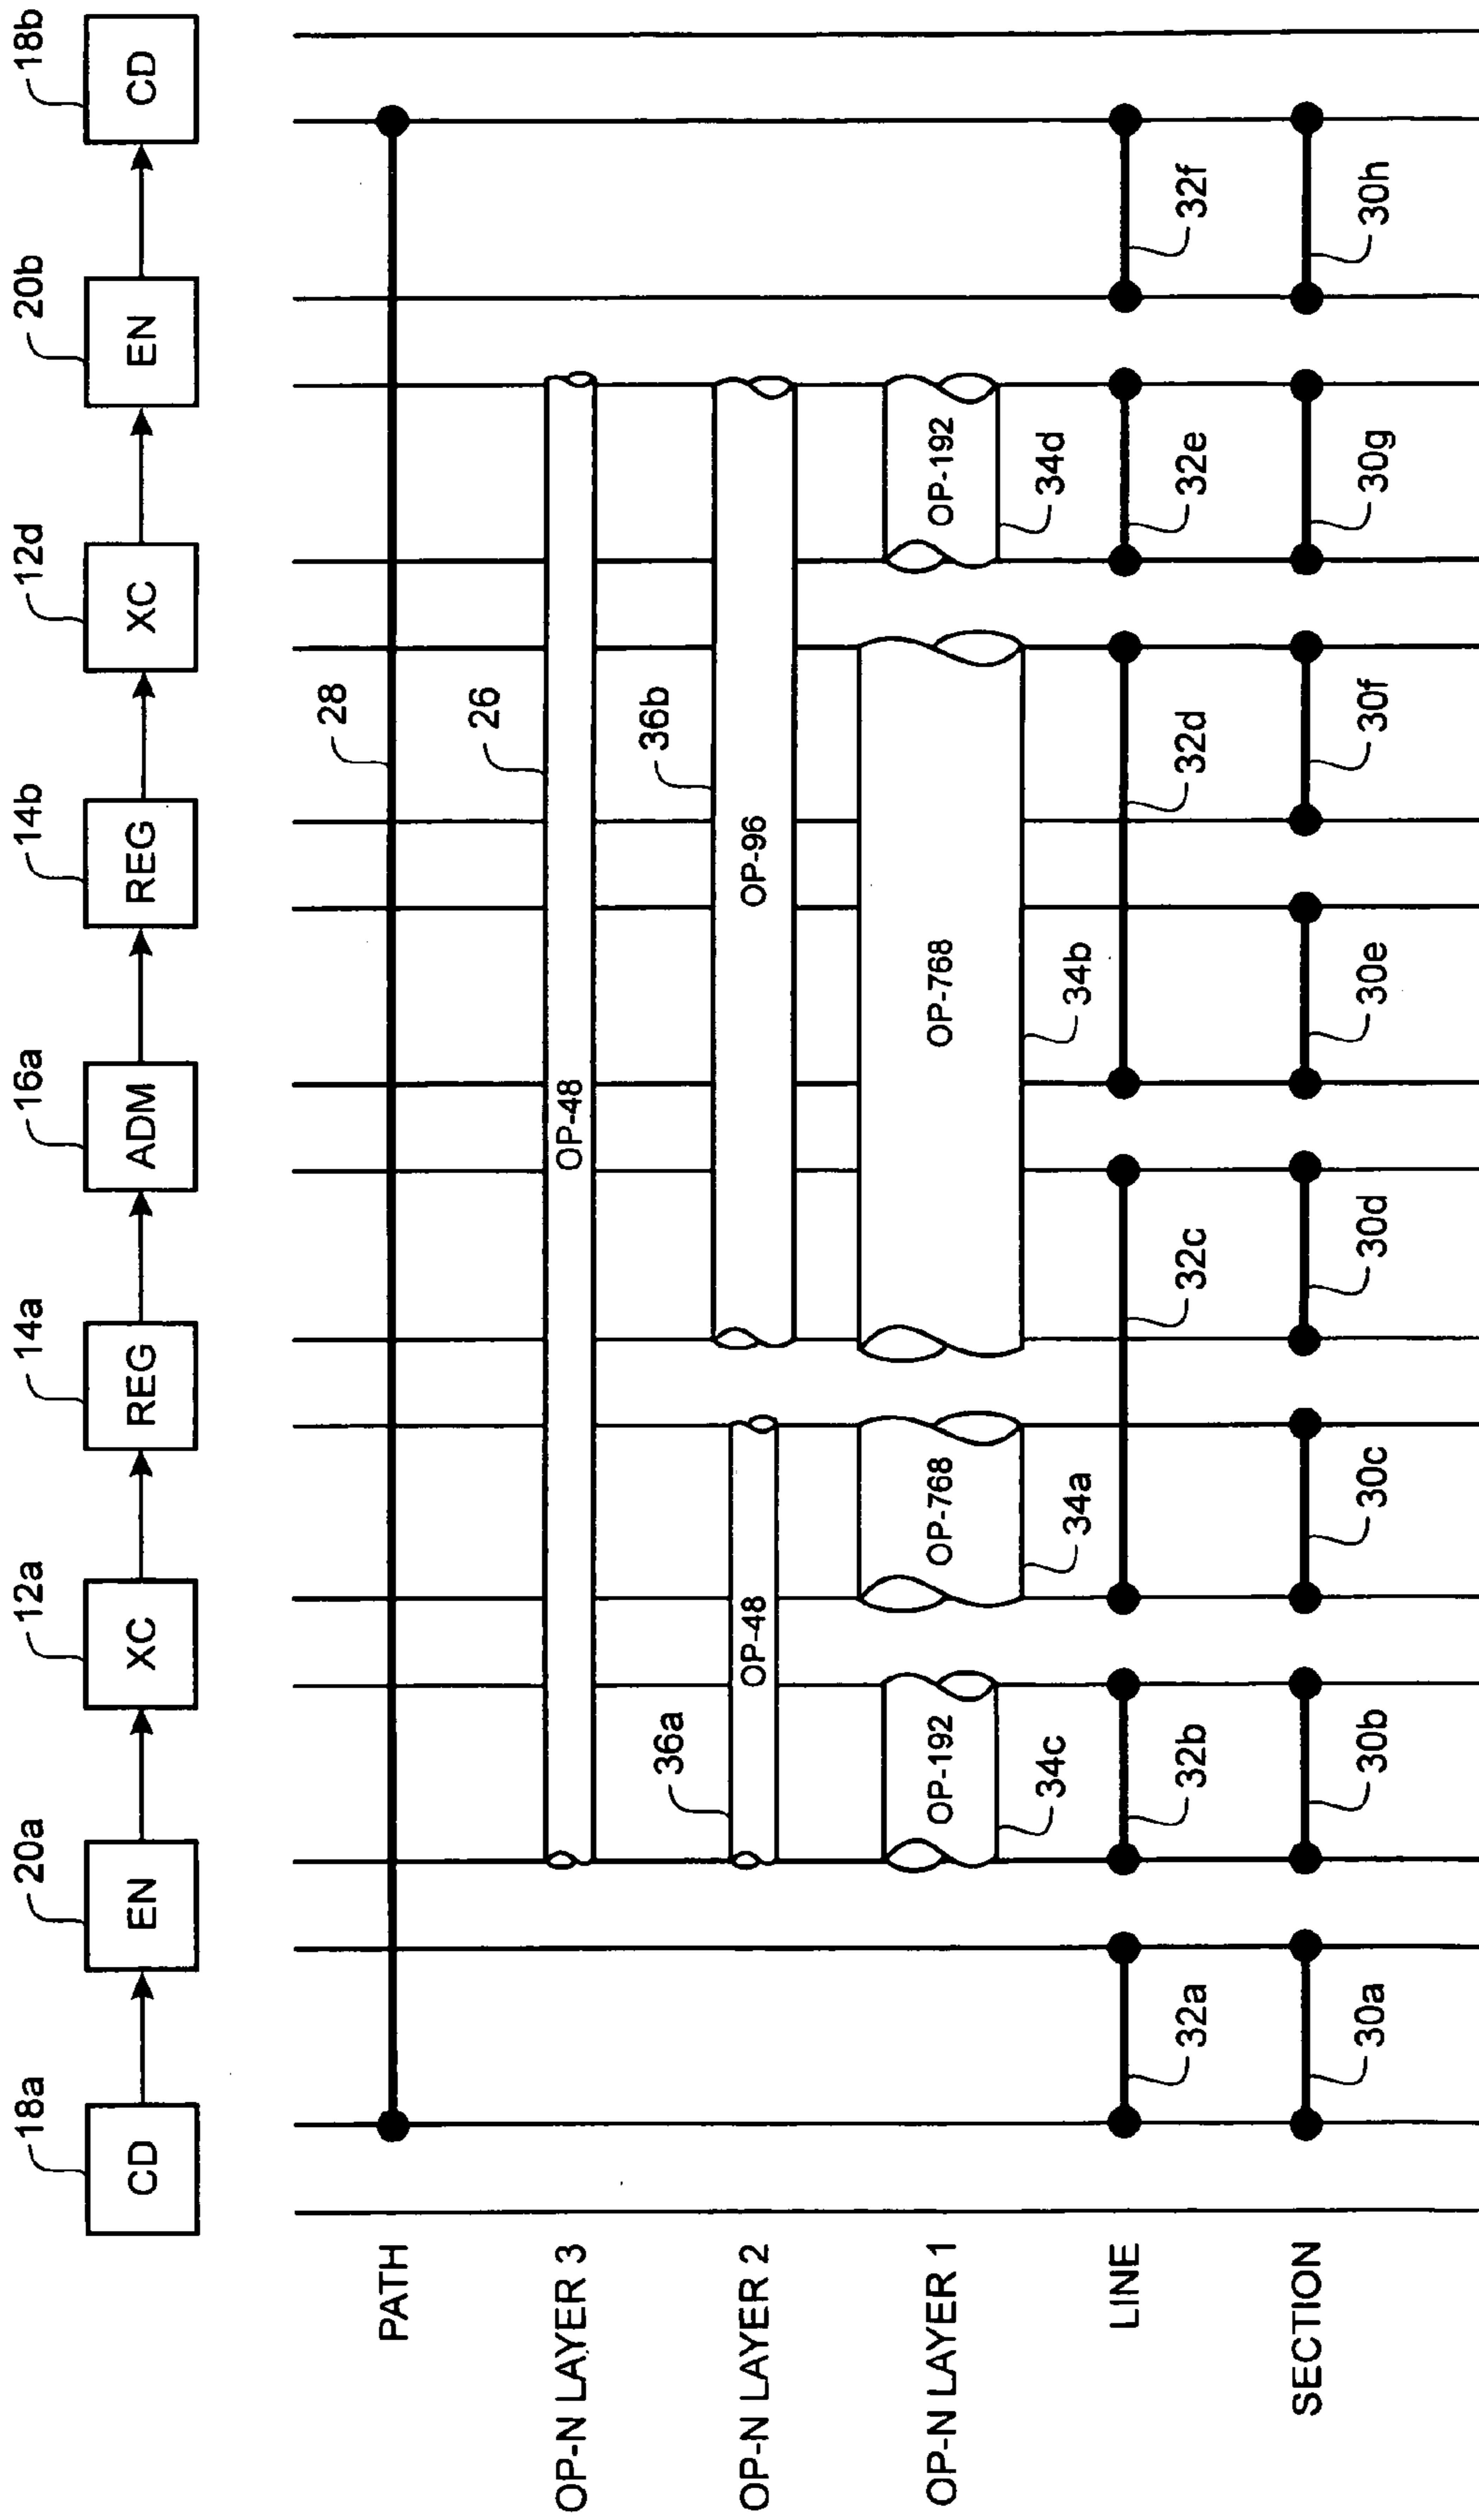 18a 20a 12a 14a 16a 14b 12d 20b 18b
CD EN XC REG ADM REG XC EN CD
PATH 28
OP-N LAYER 3 OP-48 26
OP-N LAYER 2 36a OP-48 OP-96 36b
OP-N LAYER 1 OP-192 34c OP-768 34a OP-768 34b OP-192 34d
LINE 32a 32b 32c 32d 32e 32f
SECTION 30a 30b 30c 30d 30e 30f 30g 30h